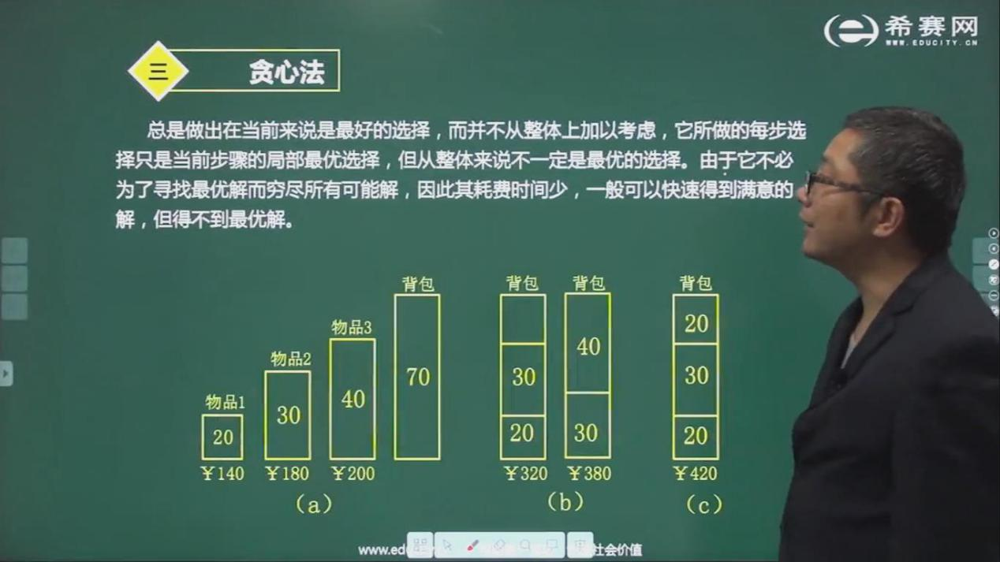 希赛网
WWW.EDUCITY.CN
三
贪心法
总是做出在当前来说是最好的选择，而并不从整体上加以考虑，它所做的每步选
择只是当前步骤的局部最优选择，但从整体来说不一定是最优的选择。由于它不必
为了寻找最优解而穷尽所有可能解，因此其耗费时间少，一般可以快速得到满意的
解，但得不到最优解。
物品1
20
￥140
物品2
30
￥180
物品3
40
￥200
背包
70
(a)
背包
30
20
￥320
背包
40
30
￥380
(b)
背包
20
30
20
￥420
(c)
www.edu
社会价值